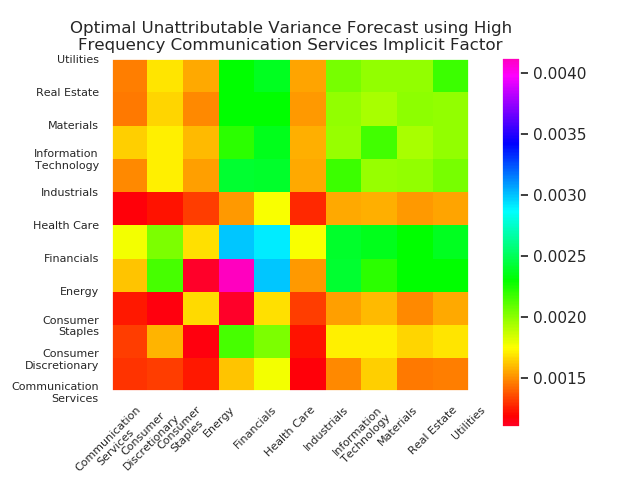 Optimal Unattributable Variance Forecast using High
Frequency Communication Services Implicit Factor
Utilities
Real Estate
Materials
Information
Technology
Industrials
Health Care
Financials
Energy
Consumer
Staples
Consumer
Discretionary
Communication
Services
0.0040
0.0035
0.0030
0.0025
0.0020
0.0015
Communication
Services
Consumer
Discretionary
Consumer
Staples
Energy
Financials
Health Care
Industrials
Information
Technology
Materials
Real Estate
Utilities